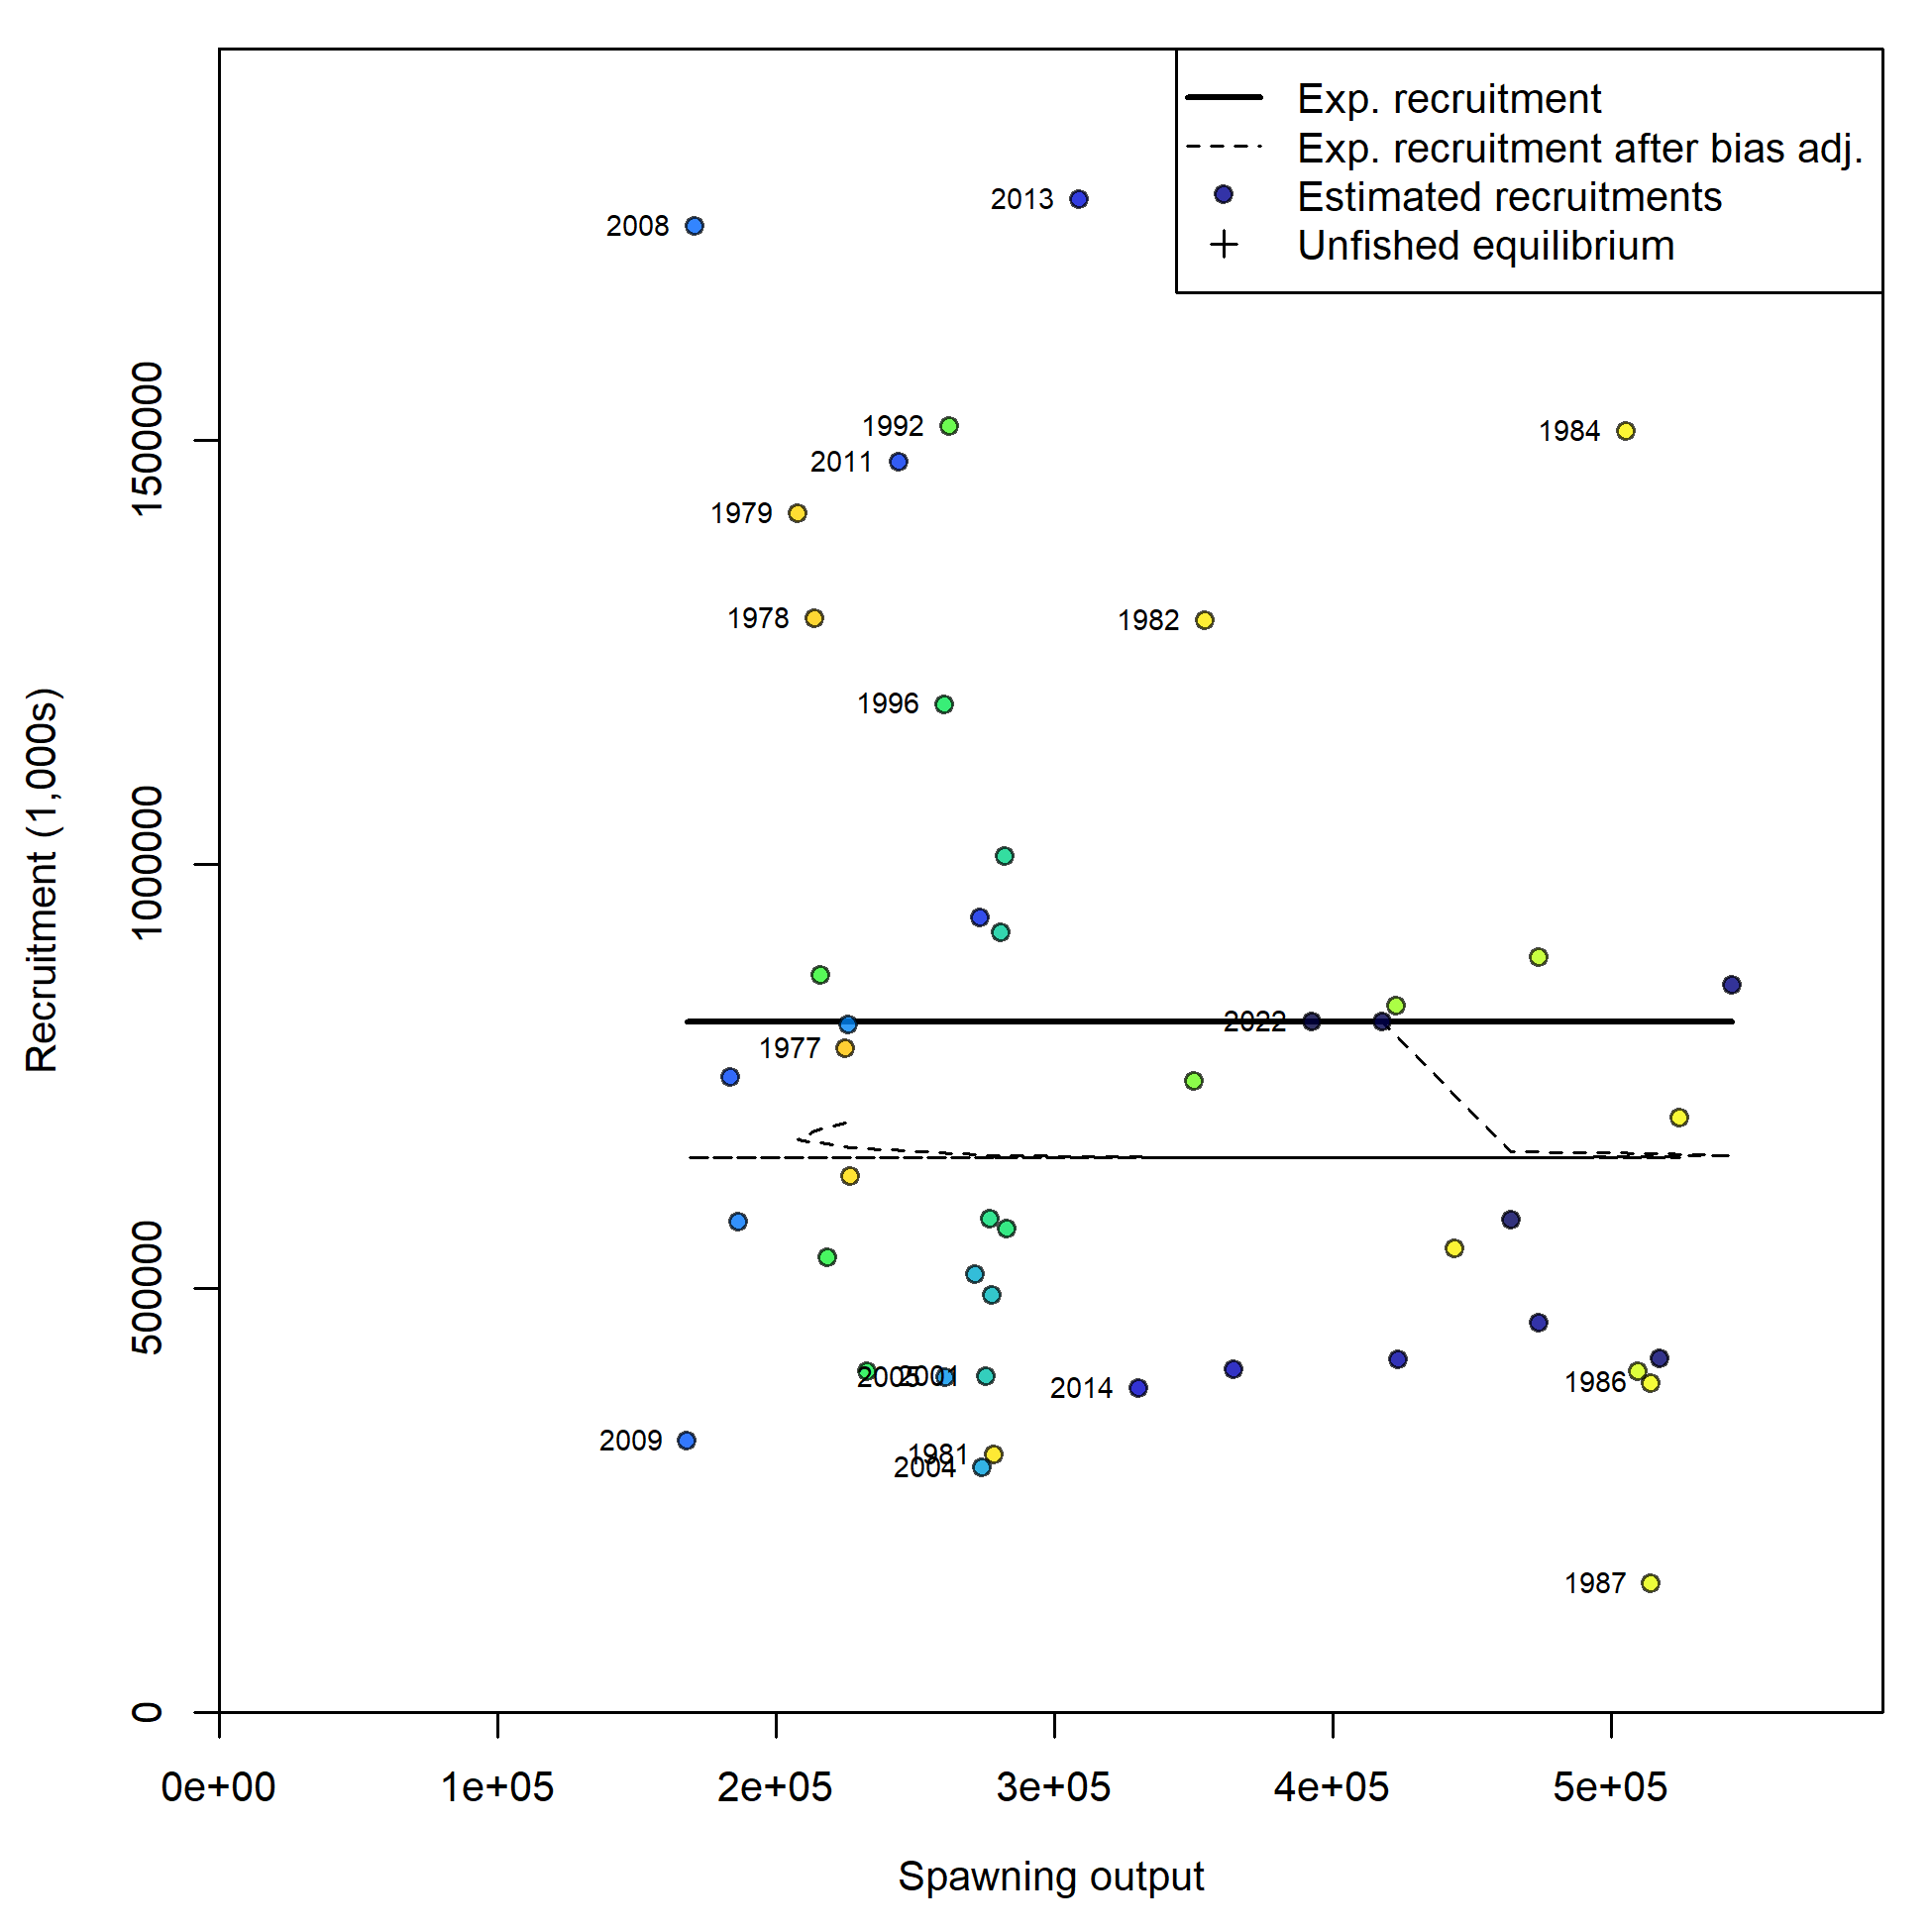 Exp. recruitment
Exp. recruitment after bias adj.
Estimated recruitments
Unfished equilibrium
2013
2008
1992
1984
2011
1979
1978
1982
1996
2022
1977
2005
2001
2014
1986
2009
1981
2004
1987
Recruitment (1,000s)
1500000
1000000
500000
0
0e+00
1e+05
2e+05
3e+05
4e+05
5e+05
Spawning output